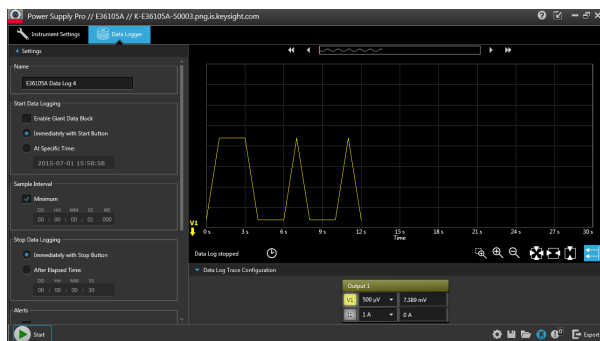 Power Supply Pro // E36105A // K-E36105A-50003.png.is.keysight.com
Instrument Settings
Data Logger
Settings
Name
E36105A Data Log 4
Start Data Logging
Enable Giant Data Block
Immediately with Start Button
At Specific Time:
2015-07-01 15:58:58
Sample Interval
Minimum
DD HH MM SS MS
00 : 00 : 00 : 01 . 000
Stop Data Logging
Immediately with Stop Button
After Elapsed Time:
DD HH MM SS
00 : 00 : 00 : 30
Alerts
Start
V1
0 s 3 s 6 s 9 s 12 s 15 s 18 s 21 s 24 s 27 s 30 s
Time
Data Log stopped
Data Log Trace Configuration
Output 1
V1 500 µV 7.389 mV
I1 1 A 0 A
Export